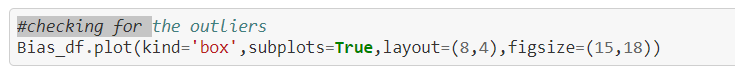 #checking for the outliers
Bias_df.plot(kind='box',subplots=True,layout=(8,4),figsize=(15,18))